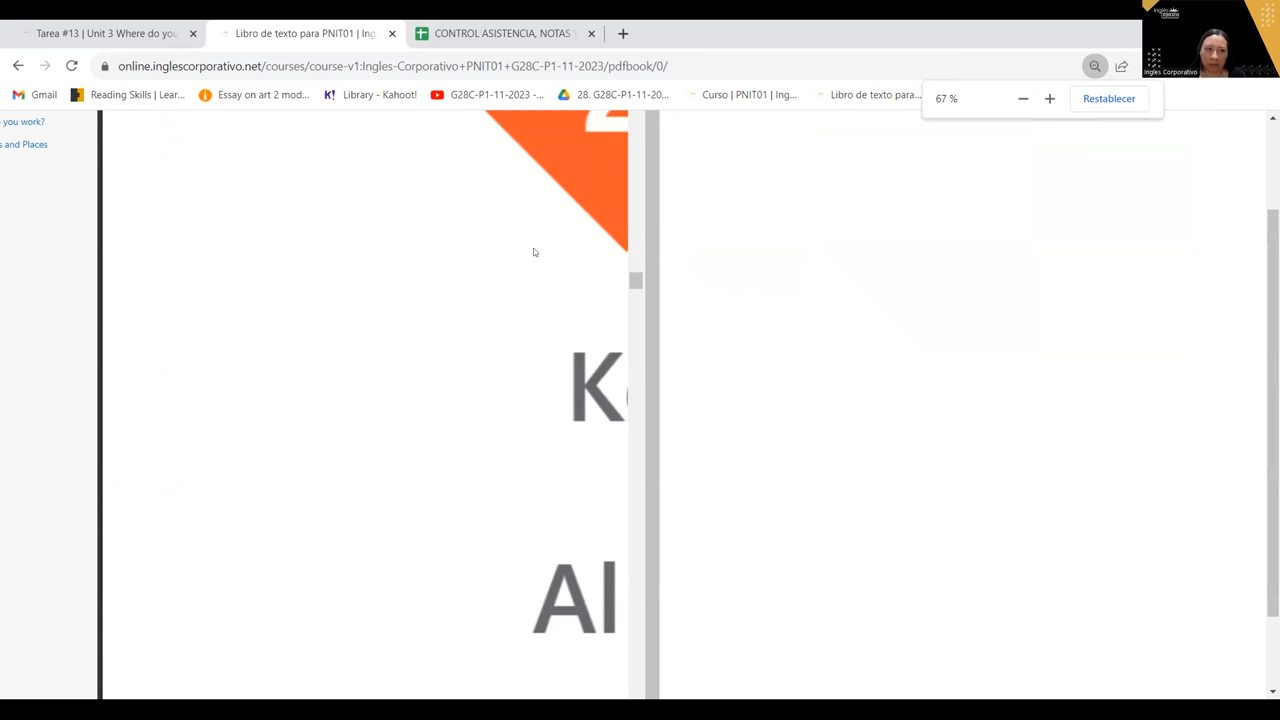 Tarea #13 | Unit 3 Where do you
Libro de texto para PNIT01 | Ing
CONTROL ASISTENCIA, NOTAS
online.inglescorporativo.net/courses/course-v1:Ingles-Corporativo+PNIT01+G28C-P1-11-2023/pdfbook/0/
Gmail
Reading Skills | Lear...
Essay on art 2 mod...
Library - Kahoot!
G28C-P1-11-2023 -...
28. G28C-P1-11-20...
Curso | PNIT01 | Ing...
Libro de texto para...
67 %
Restablecer
Inglés
Corporativo
Ingles Corporativo
o you work?
s and Places
K
Al